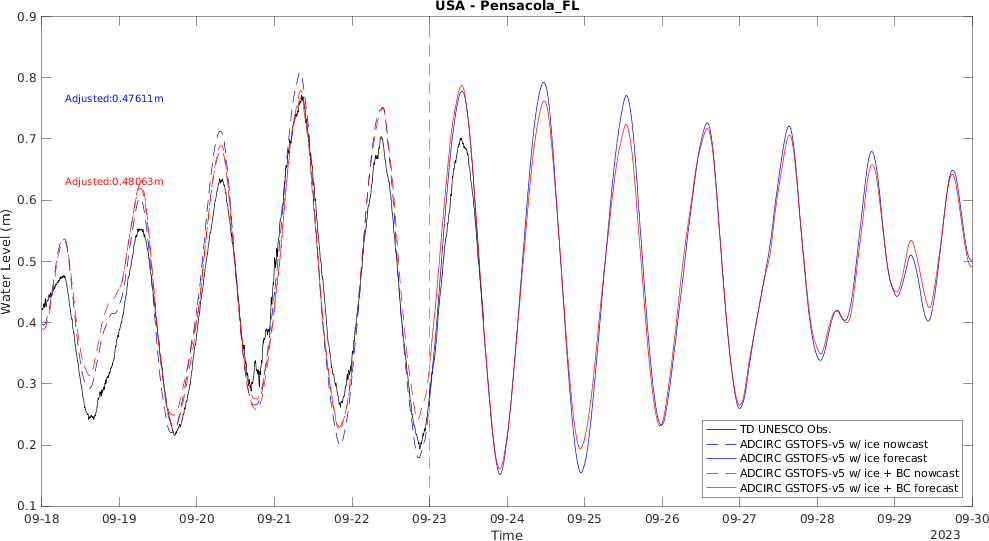 USA - Pensacola_FL
0.9
0.8
0.7
0.6
0.5
0.4
0.3
0.2
0.1
Water Level (m)
Adjusted:0.47611m
Adjusted:0.48063m
TD UNESCO Obs.
ADCIRC GSTOFS-v5 w/ ice nowcast
ADCIRC GSTOFS-v5 w/ ice forecast
ADCIRC GSTOFS-v5 w/ ice + BC nowcast
ADCIRC GSTOFS-v5 w/ ice + BC forecast
09-18 09-19 09-20 09-21 09-22 09-23 09-24 09-25 09-26 09-27 09-28 09-29 09-30
Time
2023